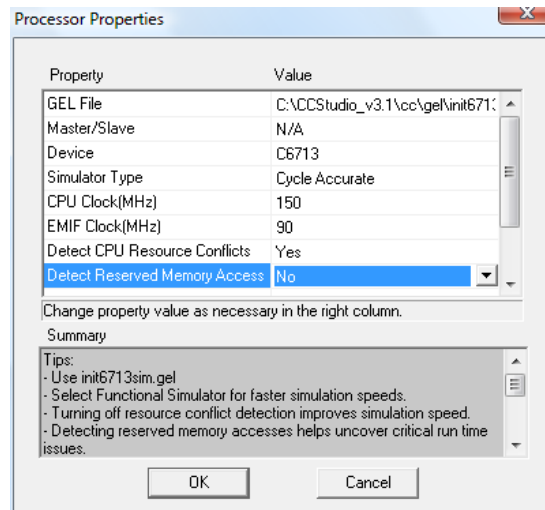 Processor Properties
Property Value
GEL File C:\CCStudio_v3.1\cc\gel\init671
Master/Slave N/A
Device C6713
Simulator Type Cycle Accurate
CPU Clock(MHz) 150
EMIF Clock(MHz) 90
Detect CPU Resource Conflicts Yes
Detect Reserved Memory Access No
Change property value as necessary in the right column.
Summary
Tips:
- Use init6713sim.gel
- Select Functional Simulator for faster simulation speeds.
- Turning off resource conflict detection improves simulation speed.
- Detecting reserved memory accesses helps uncover critical run time
issues.
OK Cancel